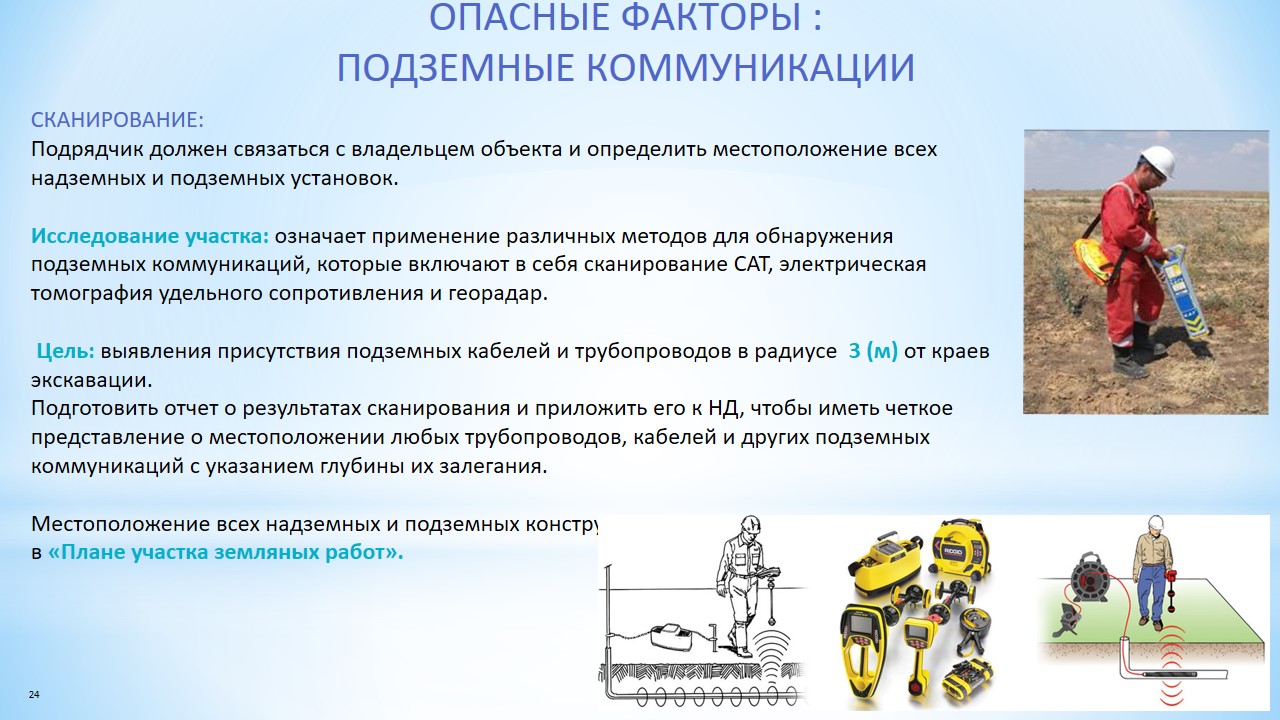 ОПАСНЫЕ ФАКТОРЫ :
ПОДЗЕМНЫЕ КОММУНИКАЦИИ
СКАНИРОВАНИЕ:
Подрядчик должен связаться с владельцем объекта и определить местоположение всех
надземных и подземных установок.
Исследование участка: означает применение различных методов для обнаружения
подземных коммуникаций, которые включают в себя сканирование САТ, электрическая
томография удельного сопротивления и георадар.
Цель: выявления присутствия подземных кабелей и трубопроводов в радиусе 3 (м) от краев
экскавации.
Подготовить отчет о результатах сканирования и приложить его к НД, чтобы иметь четкое
представление о местоположении любых трубопроводов, кабелей и других подземных
коммуникаций с указанием глубины их залегания.
Местоположение всех надземных и подземных констру
в «Плане участка земляных работ».
RIDGID
24